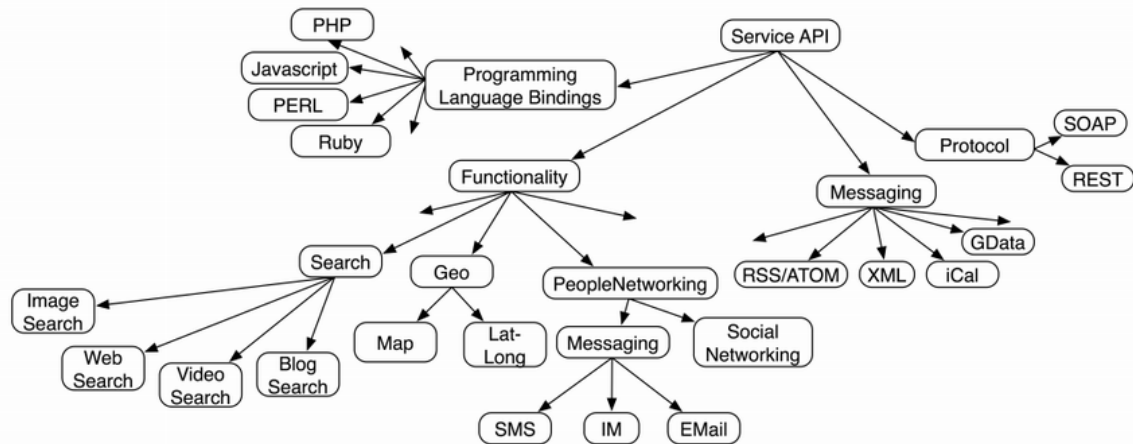 PHP
Service API
Javascript
Programming
Language Bindings
PERL
SOAP
Ruby
Protocol
REST
Functionality
Messaging
GData
Search
Geo
RSS/ATOM
XML
iCal
PeopleNetworking
Image
Search
Map
Lat-
Long
Messaging
Social
Networking
Web
Search
Video
Search
Blog
Search
SMS
IM
EMail